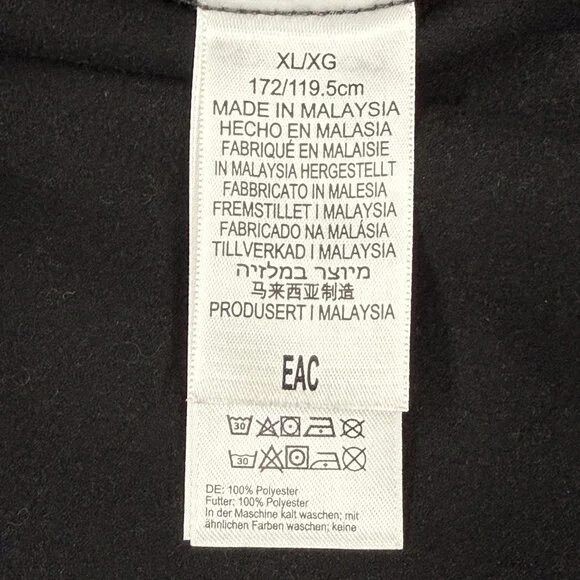 XL/XG
172/119.5cm
MADE IN MALAYSIA
HECHO EN MALASIA
FABRIQUÉ EN MALAISIE
IN MALAYSIA HERGESTELLT
FABBRICATO IN MALESIA
FREMSTILLET I MALAYSIA
FABRICADO NA MALÁSIA
TILLVERKAD I MALAYSIA
מיוצר במלזיה
马来西亚制造
PRODUSERT I MALAYSIA
EAC
30
30
DE: 100% Polyester
Futter: 100% Polyester
In der Maschine kalt waschen; mit
ähnlichen Farben waschen; keine